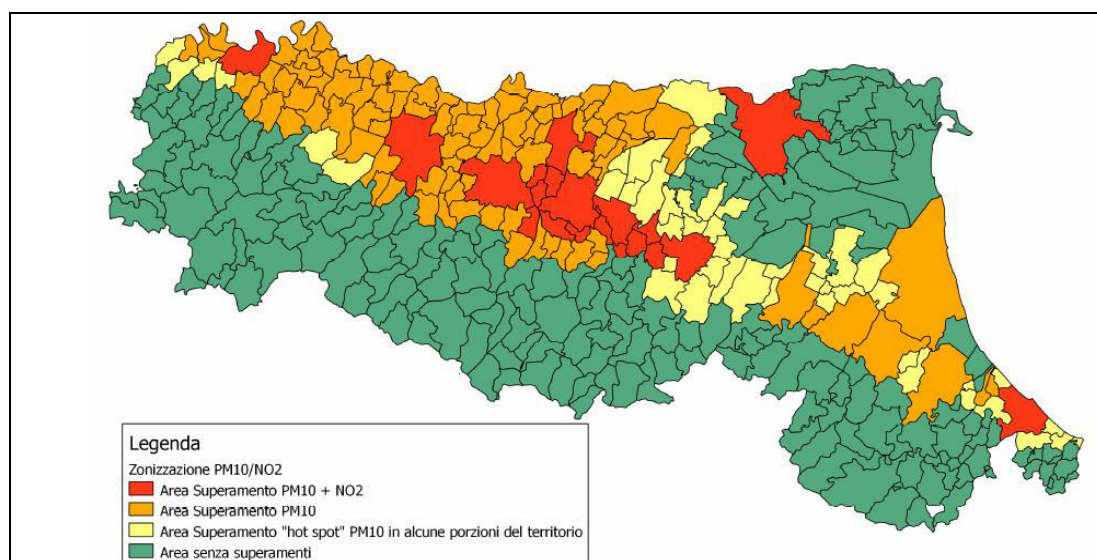 Legenda
Zonizzazione PM10/NO2
Area Superamento PM10 + NO2
Area Superamento PM10
Area Superamento "hot spot" PM10 in alcune porzioni del territorio
Area senza superamenti